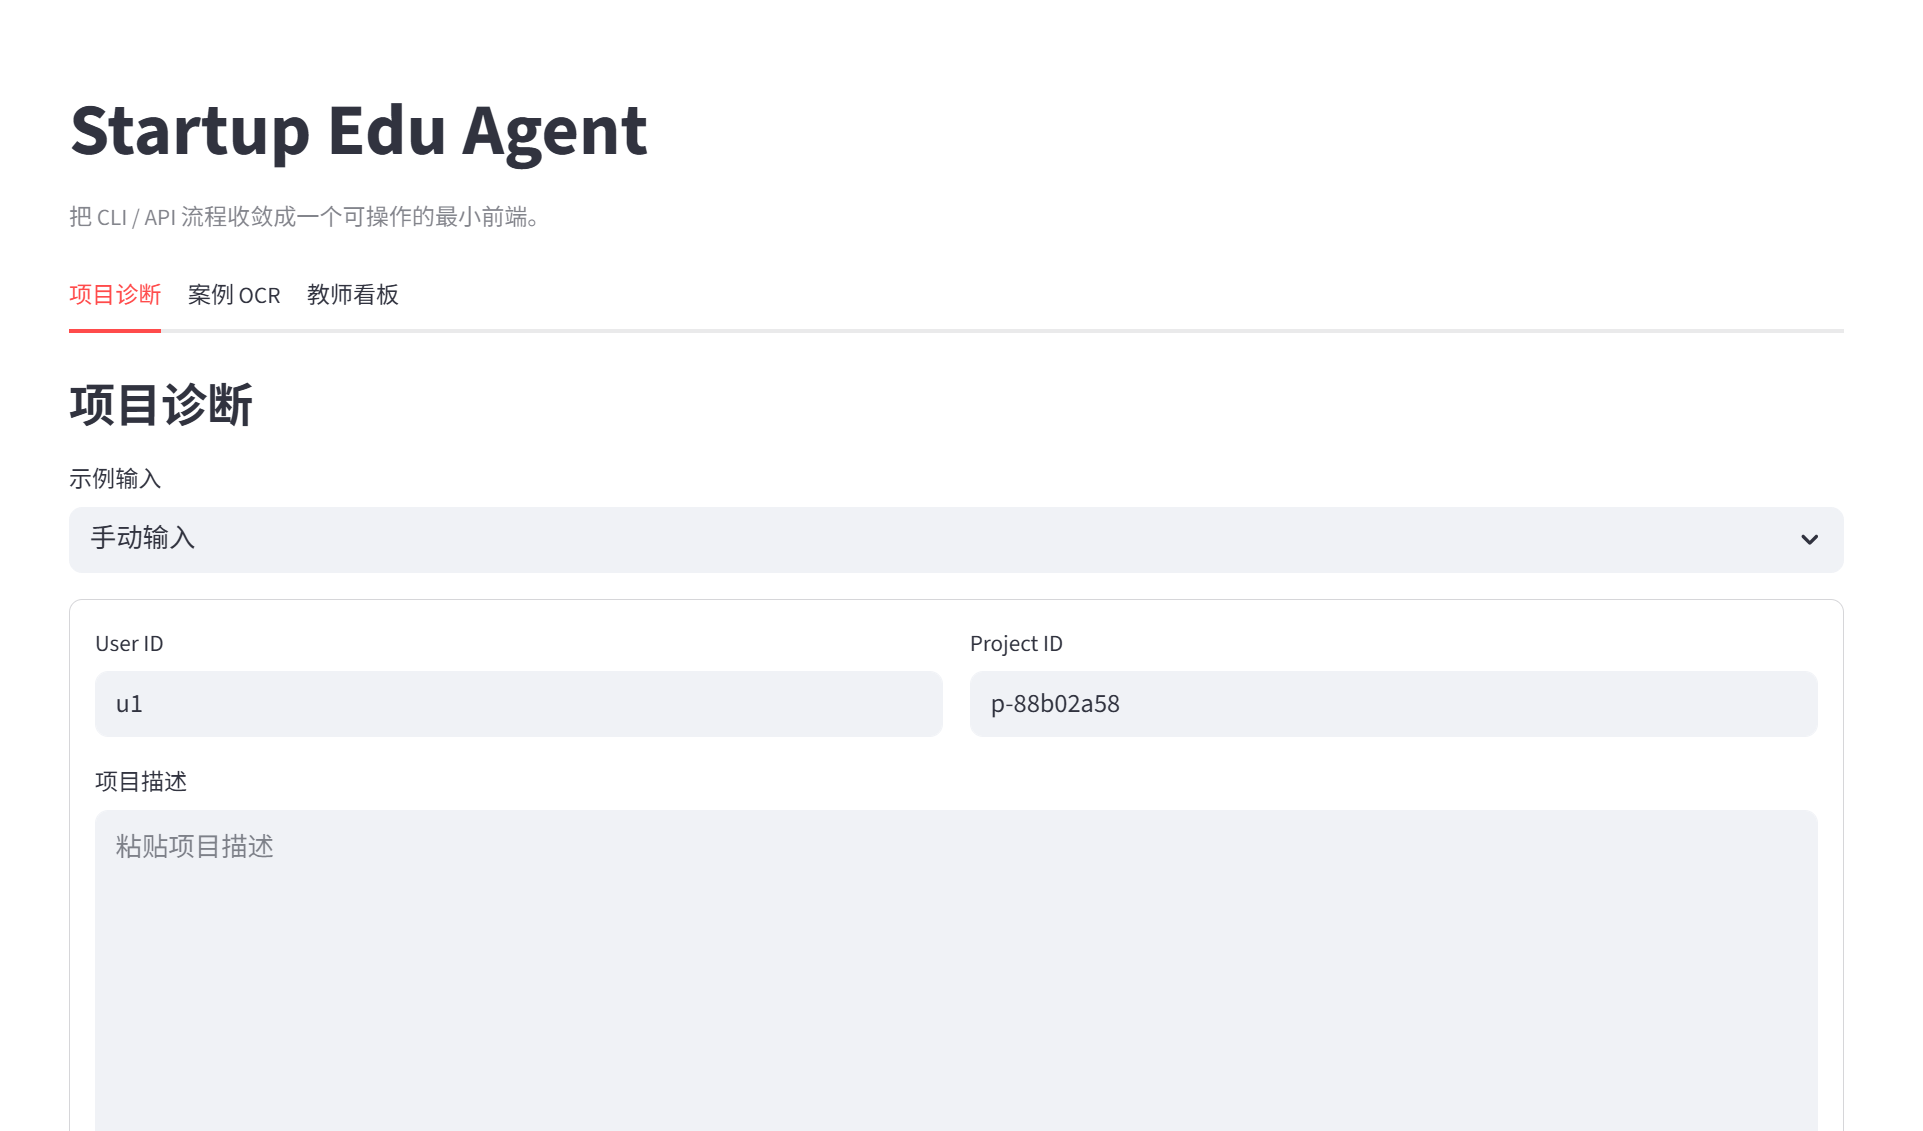 Startup Edu Agent
把 CLI / API 流程收敛成一个可操作的最小前端。
项目诊断 案例 OCR 教师看板
项目诊断
示例输入
手动输入
User ID Project ID
u1 p-88b02a58
项目描述
粘贴项目描述